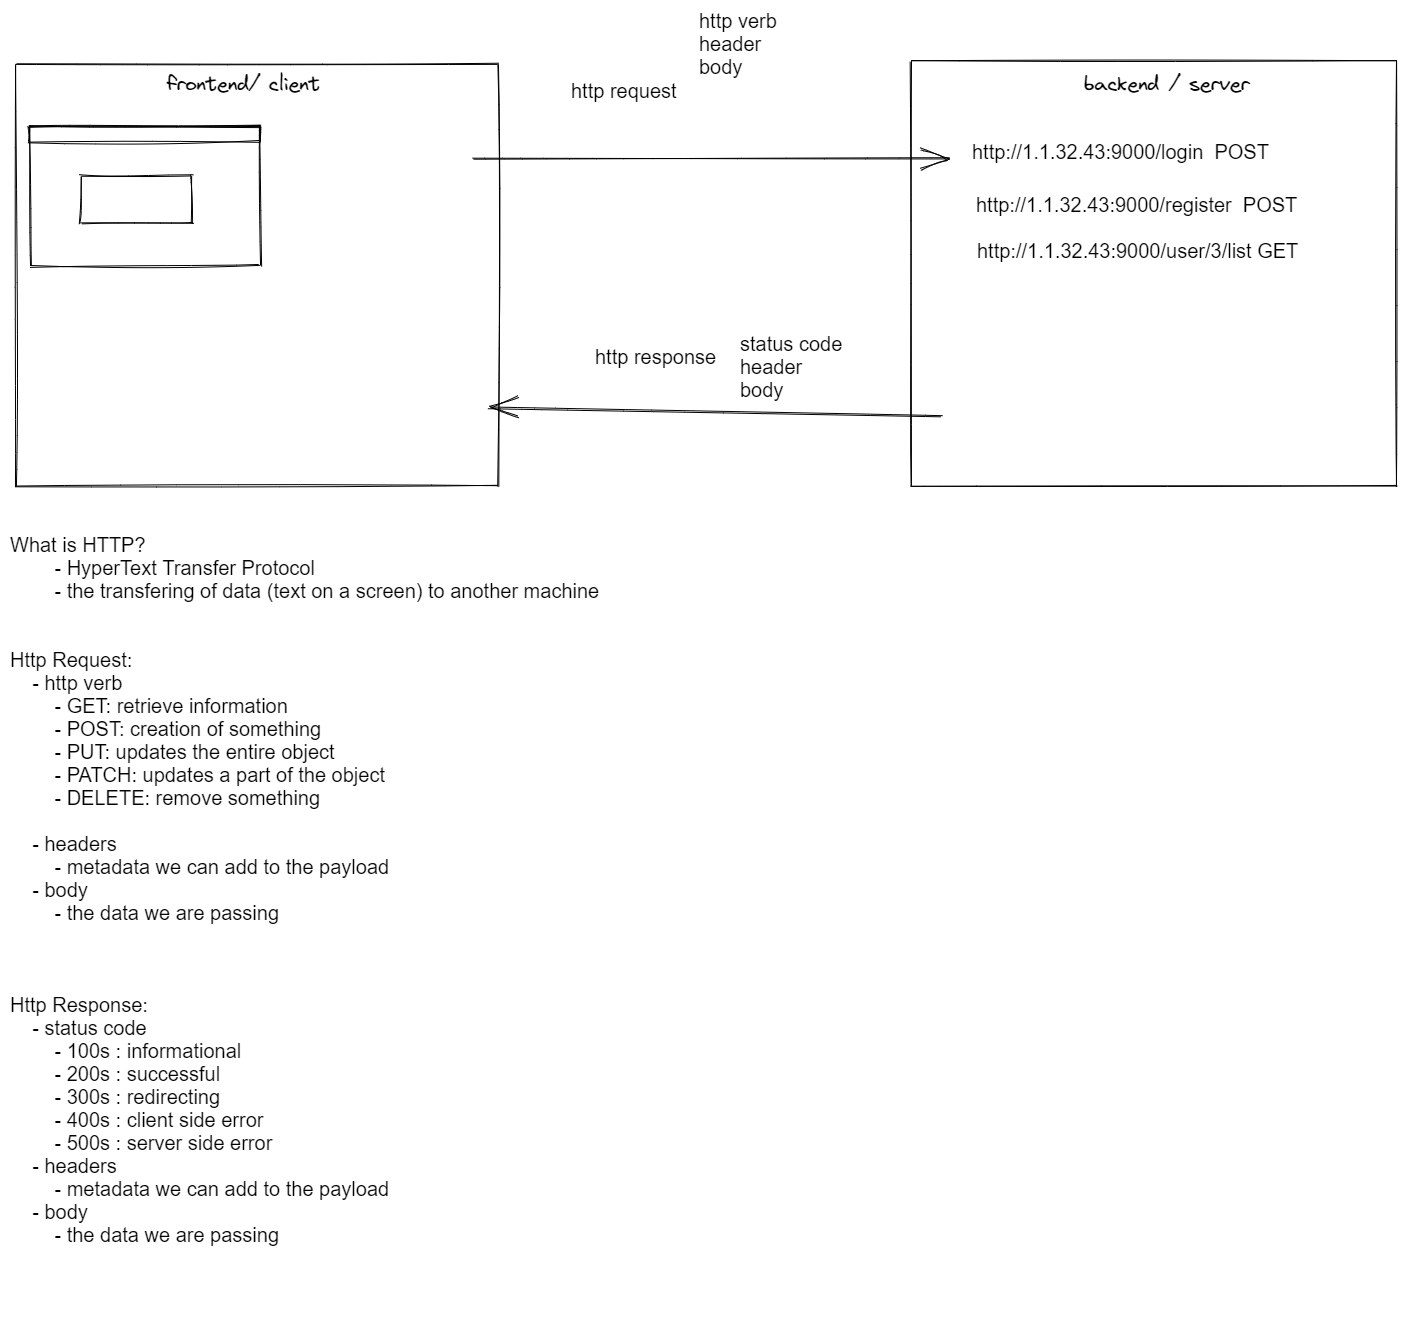 http verb
header
body
http request
frontend/ client
backend / server
http://1.1.32.43:9000/login  POST
http://1.1.32.43:9000/register  POST
http://1.1.32.43:9000/user/3/list GET
http response
status code
header
body
What is HTTP?
- HyperText Transfer Protocol
- the transfering of data (text on a screen) to another machine
Http Request:
- http verb
- GET: retrieve information
- POST: creation of something
- PUT: updates the entire object
- PATCH: updates a part of the object
- DELETE: remove something
- headers
- metadata we can add to the payload
- body
- the data we are passing
Http Response:
- status code
- 100s : informational
- 200s : successful
- 300s : redirecting
- 400s : client side error
- 500s : server side error
- headers
- metadata we can add to the payload
- body
- the data we are passing